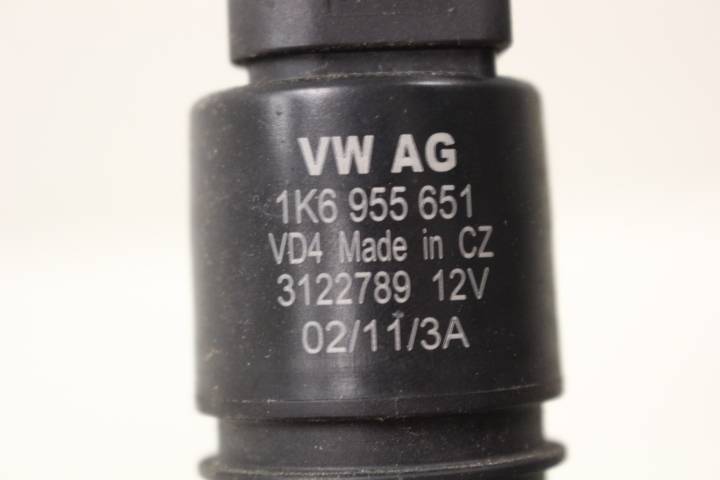 VW AG
1K6 955 651
VD4 Made in CZ
3122789 12V
02/11/3A